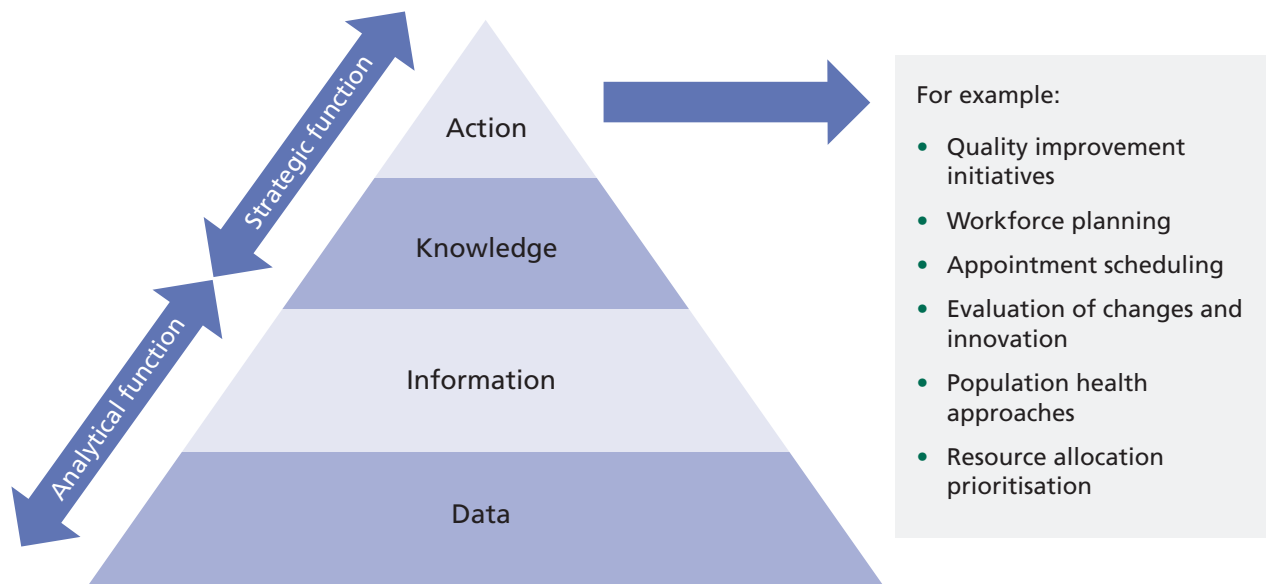 Strategic function
Analytical function
Action
Knowledge
Information
Data
For example:
• Quality improvement
initiatives
• Workforce planning
• Appointment scheduling
• Evaluation of changes and
innovation
• Population health
approaches
• Resource allocation
prioritisation